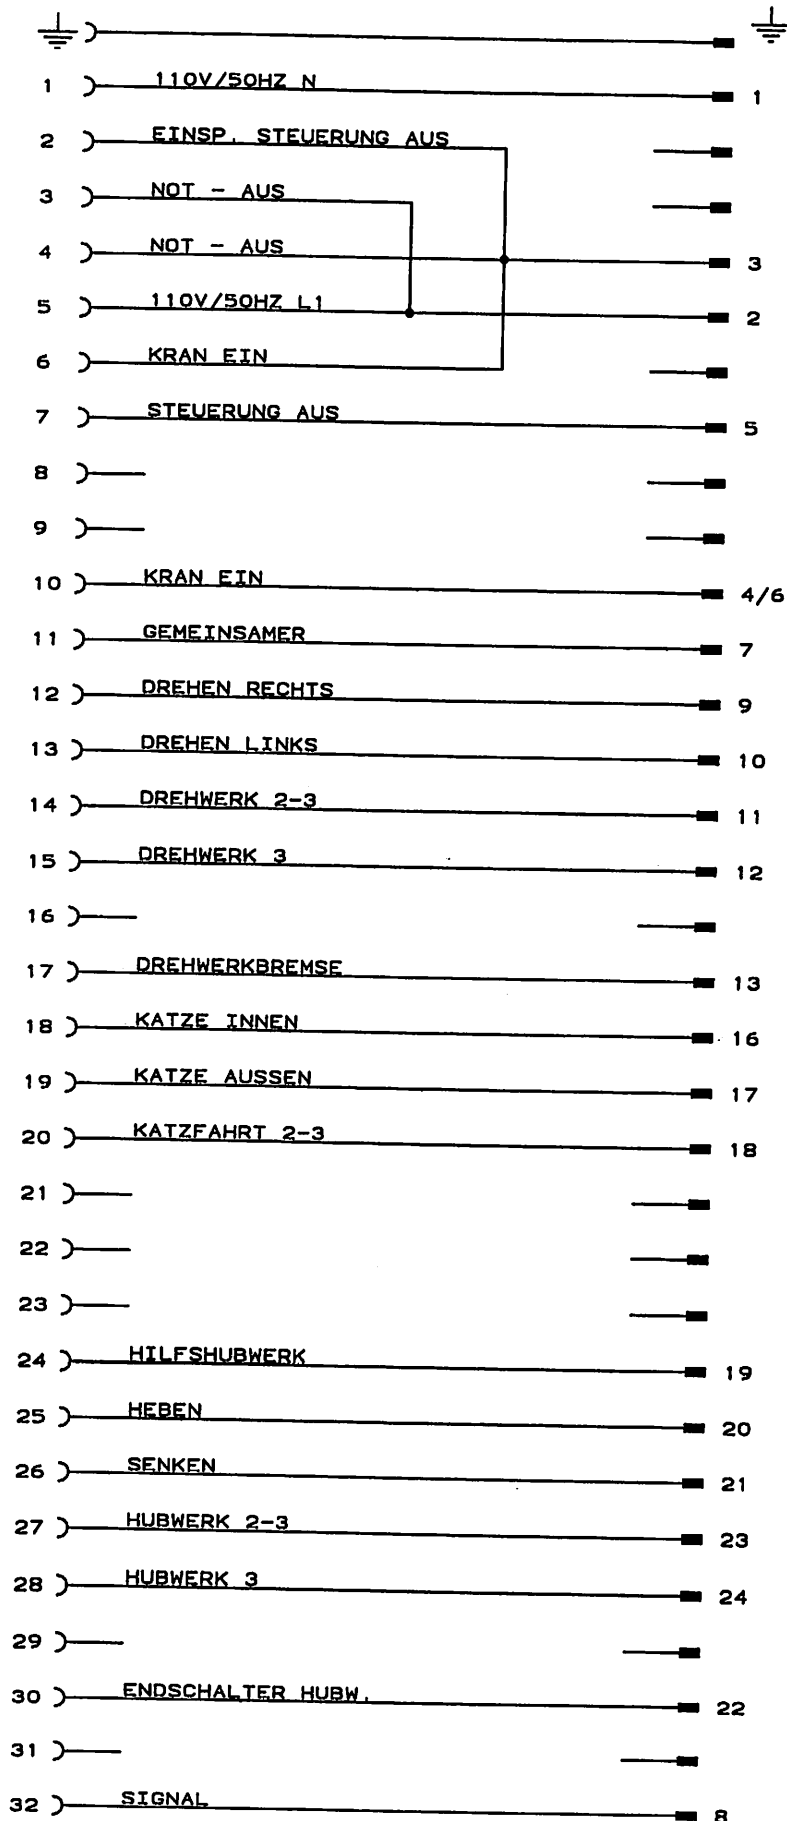 1 110V/50HZ N 1
2 EINSP. STEUERUNG AUS
3 NOT - AUS
4 NOT - AUS 3
5 110V/50HZ L1 2
6 KRAN EIN
7 STEUERUNG AUS 5
8
9
10 KRAN EIN 4/6
11 GEMEINSAMER 7
12 DREHEN RECHTS 9
13 DREHEN LINKS 10
14 DREHWERK 2-3 11
15 DREHWERK 3 12
16
17 DREHWERKBREMSE 13
18 KATZE INNEN 16
19 KATZE AUSSEN 17
20 KATZFAHRT 2-3 18
21
22
23
24 HILFSHUBWERK 19
25 HEBEN 20
26 SENKEN 21
27 HUBWERK 2-3 23
28 HUBWERK 3 24
29
30 ENDSCHALTER HUBW. 22
31
32 SIGNAL 8